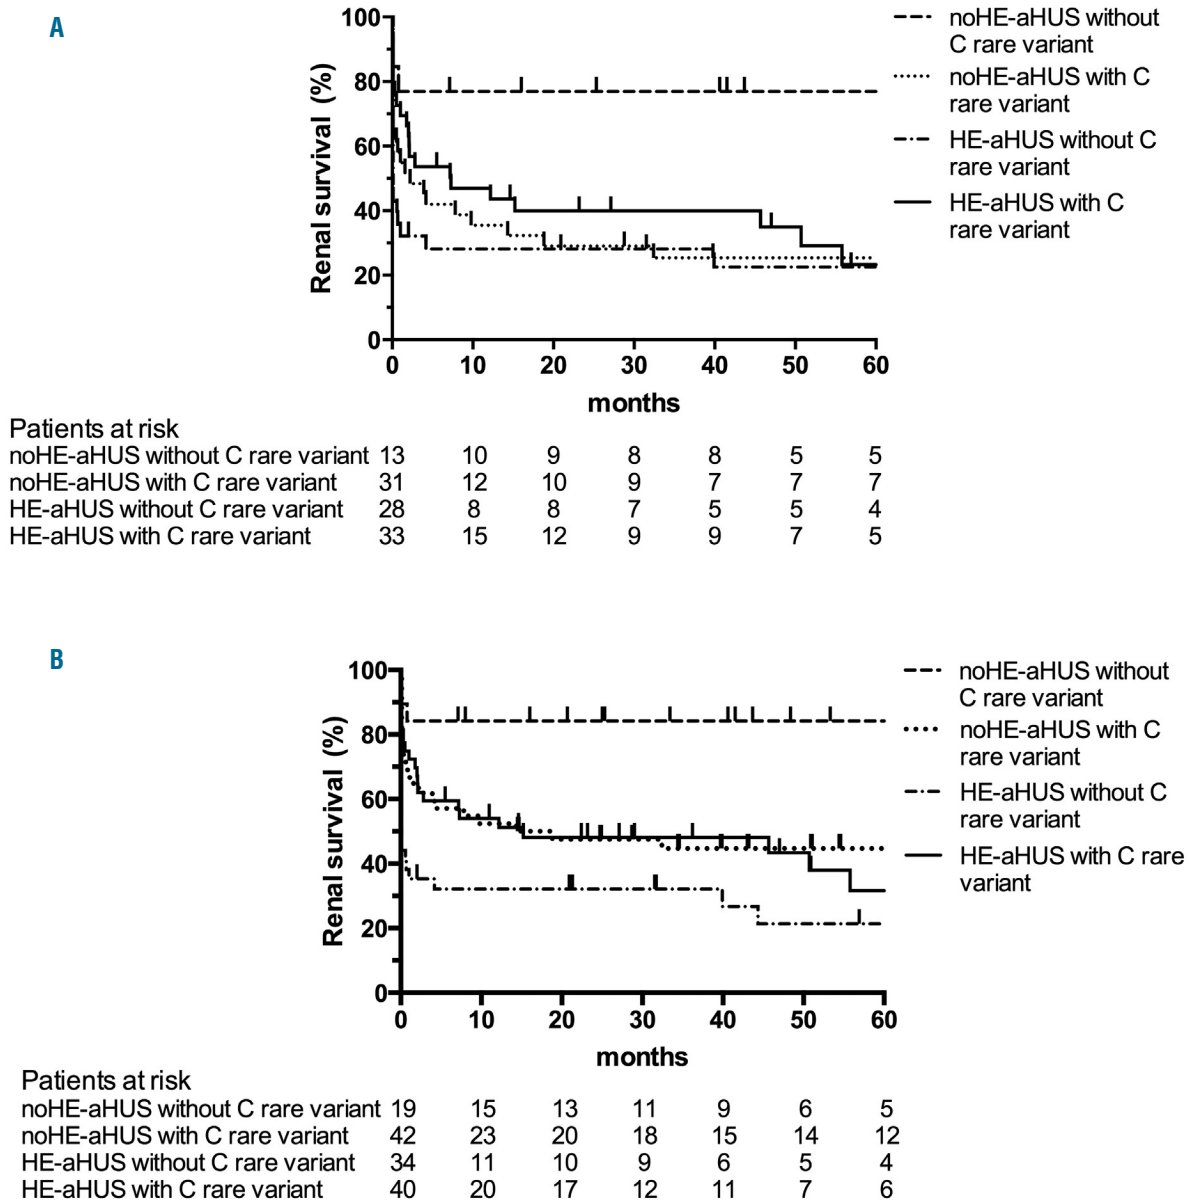 A
Renal survival (%)
100
80
60
40
20
0
0 10 20 30 40 50 60
months
noHE-aHUS without
C rare variant
noHE-aHUS with C
rare variant
HE-aHUS without C
rare variant
HE-aHUS with C
rare variant
Patients at risk
noHE-aHUS without C rare variant 13 10 9 8 8 5 5
noHE-aHUS with C rare variant 31 12 10 9 7 7 7
HE-aHUS without C rare variant 28 8 8 7 5 5 4
HE-aHUS with C rare variant 33 15 12 9 9 7 5
B
Renal survival (%)
100
80
60
40
20
0
0 10 20 30 40 50 60
months
noHE-aHUS without
C rare variant
noHE-aHUS with C
rare variant
HE-aHUS without C
rare variant
HE-aHUS with C rare
variant
Patients at risk
noHE-aHUS without C rare variant 19 15 13 11 9 6 5
noHE-aHUS with C rare variant 42 23 20 18 15 14 12
HE-aHUS without C rare variant 34 11 10 9 6 5 4
HE-aHUS with C rare variant 40 20 17 12 11 7 6